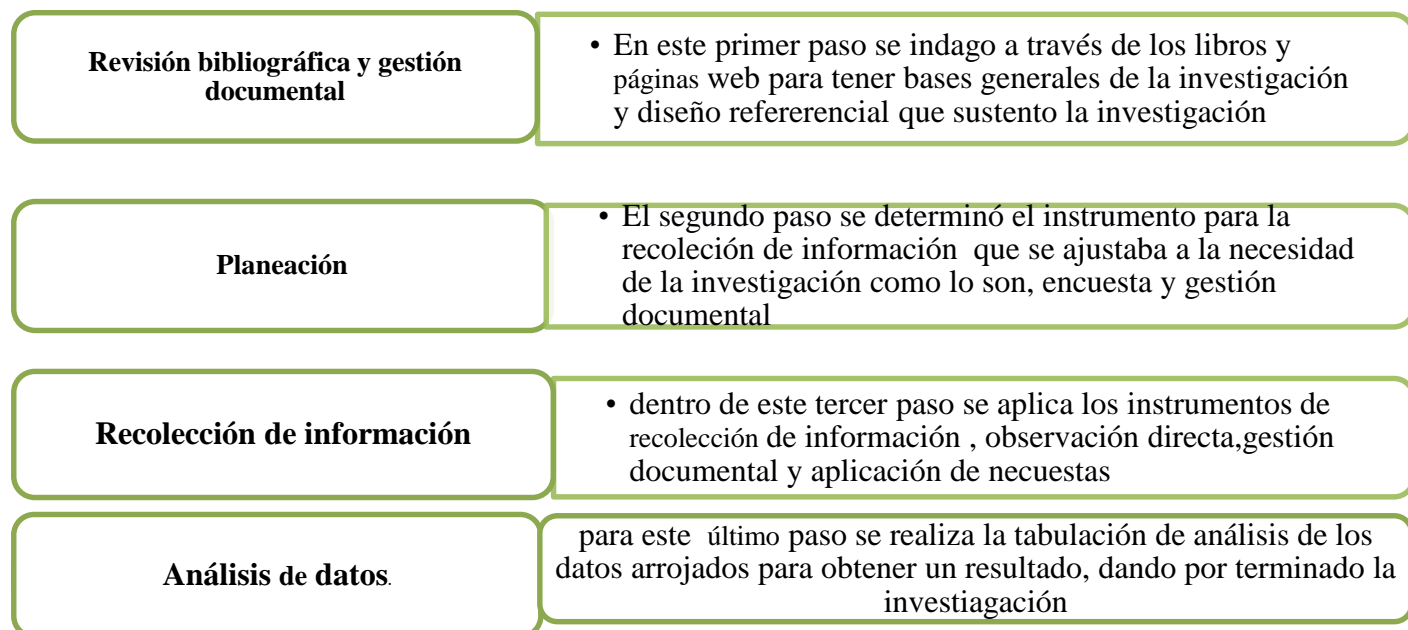 Revisión bibliográfica y gestión
documental
• En este primer paso se indago a través de los libros y
páginas web para tener bases generales de la investigación
y diseño refererencial que sustento la investigación
Planeación
• El segundo paso se determinó el instrumento para la
recoleción de información que se ajustaba a la necesidad
de la investigación como lo son, encuesta y gestión
documental
Recolección de información
• dentro de este tercer paso se aplica los instrumentos de
recolección de información , observación directa,gestión
documental y aplicación de necuestas
Análisis de datos.
para este último paso se realiza la tabulación de análisis de los
datos arrojados para obtener un resultado, dando por terminado la
investiagación